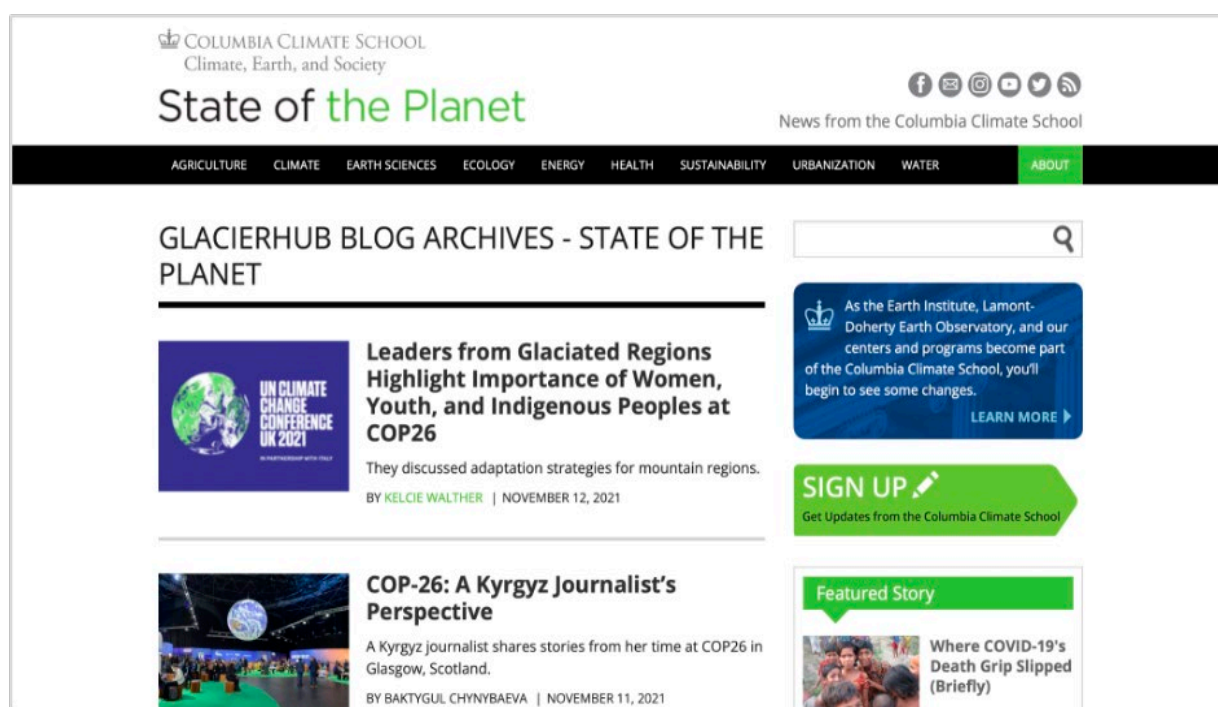 COLUMBIA CLIMATE SCHOOL
Climate, Earth, and Society
State of the Planet
News from the Columbia Climate School
AGRICULTURE CLIMATE EARTH SCIENCES ECOLOGY ENERGY HEALTH SUSTAINABILITY URBANIZATION WATER ABOUT
GLACIERHUB BLOG ARCHIVES - STATE OF THE
PLANET
UN CLIMATE
CHANGE
CONFERENCE
UK 2021
IN PARTNERSHIP WITH ITALY
Leaders from Glaciated Regions
Highlight Importance of Women,
Youth, and Indigenous Peoples at
COP26
They discussed adaptation strategies for mountain regions.
BY KELCIE WALTHER | NOVEMBER 12, 2021
COP-26: A Kyrgyz Journalist's
Perspective
A Kyrgyz journalist shares stories from her time at COP26 in
Glasgow, Scotland.
BY BAKTYGUL CHYNYBAEVA | NOVEMBER 11, 2021
As the Earth Institute, Lamont-
Doherty Earth Observatory, and our
centers and programs become part
of the Columbia Climate School, you'll
begin to see some changes.
LEARN MORE
SIGN UP
Get Updates from the Columbia Climate School
Featured Story
Where COVID-19's
Death Grip Slipped
(Briefly)